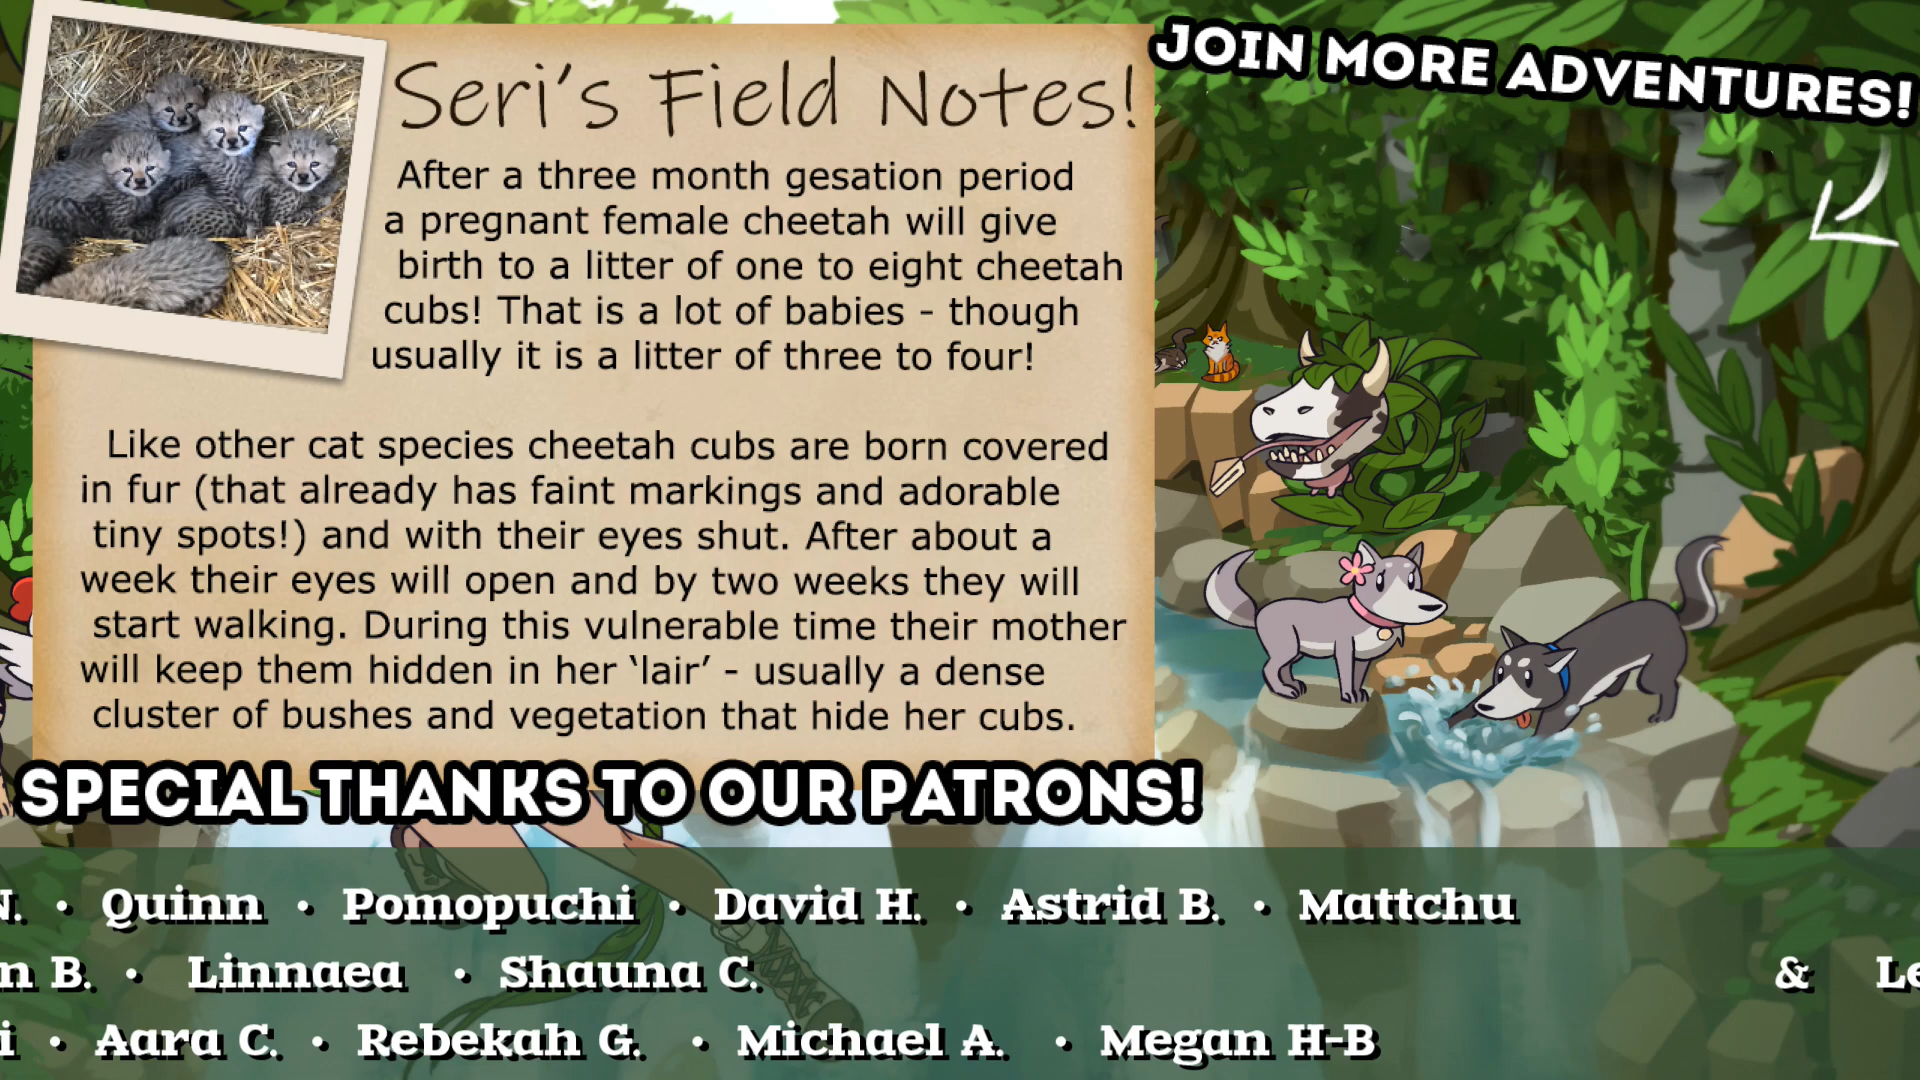 Seri's Field Notes!
JOIN MORE ADVENTURES!
After a three month gesation period
a pregnant female cheetah will give
birth to a litter of one to eight cheetah
cubs! That is a lot of babies - though
usually it is a litter of three to four!
Like other cat species cheetah cubs are born covered
in fur (that already has faint markings and adorable
tiny spots!) and with their eyes shut. After about a
week their eyes will open and by two weeks they will
start walking. During this vulnerable time their mother
will keep them hidden in her ‘lair’ - usually a dense
cluster of bushes and vegetation that hide her cubs.
SPECIAL THANKS TO OUR PATRONS!
N. • Quinn • Pomopuchi • David H. • Astrid B. • Mattchu
n B. • Linnaea • Shauna C. & Le
i • Aara C. • Rebekah G. • Michael A. • Megan H-B